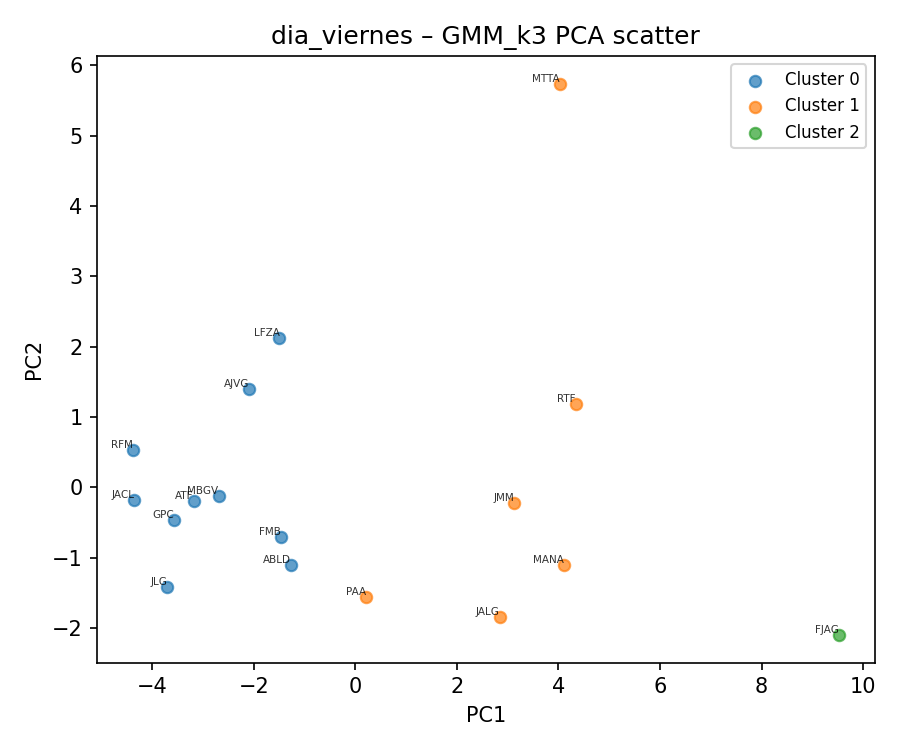 dia_viernes – GMM_k3 PCA scatter
Cluster 0
Cluster 1
Cluster 2
MTTA
LFZA
AJVG
RTF
RFM
JACL
ATF
MBGV
GPC
JMM
FMB
ABLD
MANA
JLG
PAA
JALG
FJAG
6
5
4
3
2
1
0
−1
−2
PC2
−4
−2
0
2
4
6
8
10
PC1